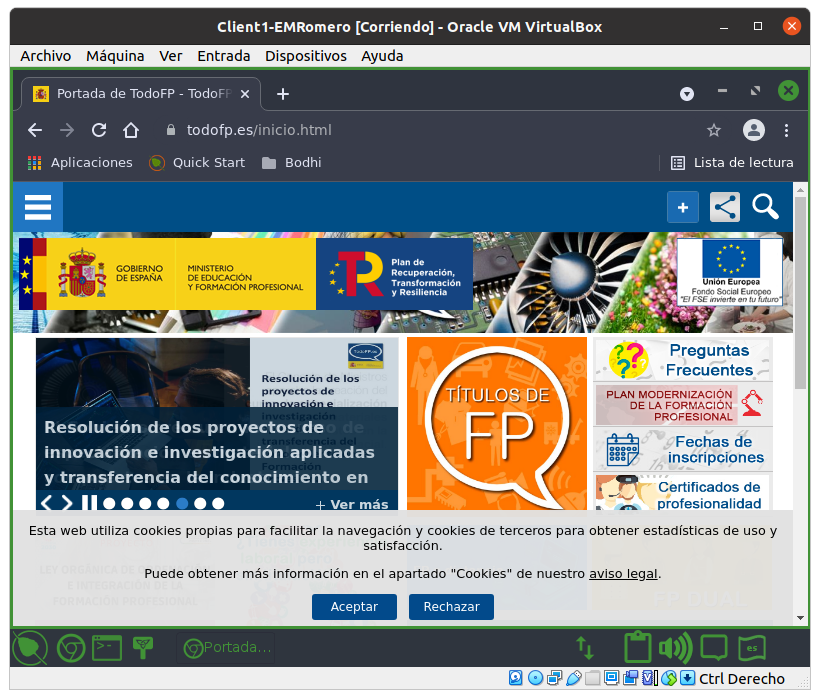 Client1-EMRomero [Corriendo] - Oracle VM VirtualBox
Archivo Máquina Ver Entrada Dispositivos Ayuda
Portada de TodoFP - TodoFP
todofp.es/inicio.html
Aplicaciones Quick Start Bodhi Lista de lectura
GOBIERNO
DE ESPAÑA
MINISTERIO
DE EDUCACIÓN
Y FORMACIÓN PROFESIONAL
Plan de
Recuperación,
Transformación
y Resiliencia
Unión Europea
Fondo Social Europeo
"El FSE invierte en tu futuro"
TodoFP.es
Resolución de los
proyectos de
innovación e
investigación
transferencia del
Resolución de los proyectos de
innovación e investigación aplicadas
y transferencia del conocimiento en
+ Ver más
TÍTULOS DE
FP
Preguntas
Frecuentes
PLAN MODERNIZACIÓN
DE LA FORMACIÓN
PROFESIONAL
Fechas de
inscripciones
Certificados de
profesionalidad
Esta web utiliza cookies propias para facilitar la navegación y cookies de terceros para obtener estadísticas de uso y
satisfacción.
Puede obtener más información en el apartado "Cookies" de nuestro aviso legal.
LEY ORGÁNICA DE ORDENACIÓN
E INTEGRACIÓN DE LA
FORMACIÓN PROFESIONAL
FP DUAL
Aceptar Rechazar
Portada... es
Ctrl Derecho